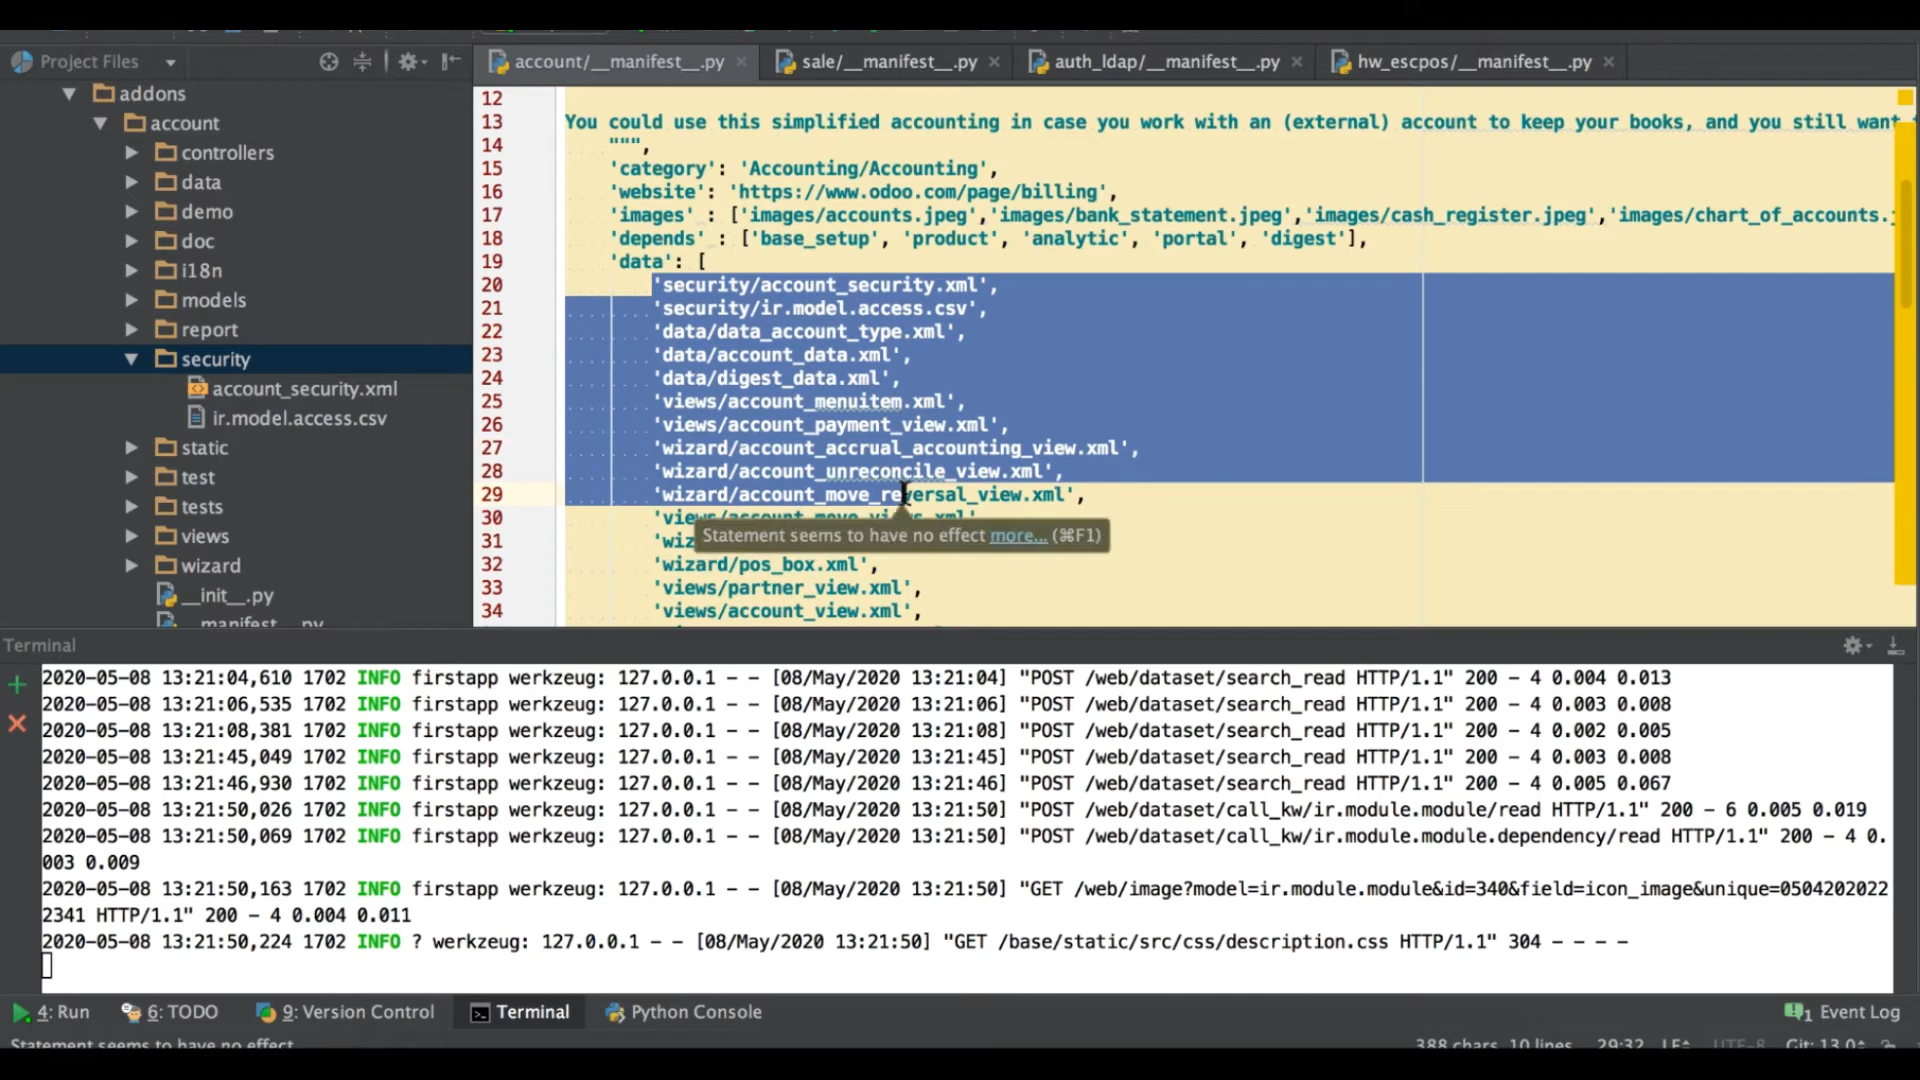 Project Files
account/__manifest__.py
sale/__manifest__.py
auth_ldap/__manifest__.py
hw_escpos/__manifest__.py
addons
account
controllers
data
demo
doc
i18n
models
report
security
account_security.xml
ir.model.access.csv
static
test
tests
views
wizard
__init__.py
__manifest__.py
12
13 You could use this simplified accounting in case you work with an (external) account to keep your books, and you still want
14 """,
15 'category': 'Accounting/Accounting',
16 'website': 'https://www.odoo.com/page/billing',
17 'images' : ['images/accounts.jpeg','images/bank_statement.jpeg','images/cash_register.jpeg','images/chart_of_accounts.
18 'depends' : ['base_setup', 'product', 'analytic', 'portal', 'digest'],
19 'data': [
20 'security/account_security.xml',
21 'security/ir.model.access.csv',
22 'data/data_account_type.xml',
23 'data/account_data.xml',
24 'data/digest_data.xml',
25 'views/account_menuitem.xml',
26 'views/account_payment_view.xml',
27 'wizard/account_accrual_accounting_view.xml',
28 'wizard/account_unreconcile_view.xml',
29 'wizard/account_move_reversal_view.xml',
30 'views/account_move_views.xml',
31 'wiz
Statement seems to have no effect more... (⌘F1)
32 'wizard/pos_box.xml',
33 'views/partner_view.xml',
34 'views/account_view.xml',
Terminal
2020-05-08 13:21:04,610 1702 INFO firstapp werkzeug: 127.0.0.1 - - [08/May/2020 13:21:04] "POST /web/dataset/search_read HTTP/1.1" 200 - 4 0.004 0.013
2020-05-08 13:21:06,535 1702 INFO firstapp werkzeug: 127.0.0.1 - - [08/May/2020 13:21:06] "POST /web/dataset/search_read HTTP/1.1" 200 - 4 0.003 0.008
2020-05-08 13:21:08,381 1702 INFO firstapp werkzeug: 127.0.0.1 - - [08/May/2020 13:21:08] "POST /web/dataset/search_read HTTP/1.1" 200 - 4 0.002 0.005
2020-05-08 13:21:45,049 1702 INFO firstapp werkzeug: 127.0.0.1 - - [08/May/2020 13:21:45] "POST /web/dataset/search_read HTTP/1.1" 200 - 4 0.003 0.008
2020-05-08 13:21:46,930 1702 INFO firstapp werkzeug: 127.0.0.1 - - [08/May/2020 13:21:46] "POST /web/dataset/search_read HTTP/1.1" 200 - 4 0.005 0.067
2020-05-08 13:21:50,026 1702 INFO firstapp werkzeug: 127.0.0.1 - - [08/May/2020 13:21:50] "POST /web/dataset/call_kw/ir.module.module/read HTTP/1.1" 200 - 6 0.005 0.019
2020-05-08 13:21:50,069 1702 INFO firstapp werkzeug: 127.0.0.1 - - [08/May/2020 13:21:50] "POST /web/dataset/call_kw/ir.module.module.dependency/read HTTP/1.1" 200 - 4 0.
003 0.009
2020-05-08 13:21:50,163 1702 INFO firstapp werkzeug: 127.0.0.1 - - [08/May/2020 13:21:50] "GET /web/image?model=ir.module.module&id=340&field=icon_image&unique=0504202022
2341 HTTP/1.1" 200 - 4 0.004 0.011
2020-05-08 13:21:50,224 1702 INFO ? werkzeug: 127.0.0.1 - - [08/May/2020 13:21:50] "GET /base/static/src/css/description.css HTTP/1.1" 304 - - - -
4: Run
6: TODO
9: Version Control
Terminal
Python Console
1 Event Log
Statement seems to have no effect
388 chars, 10 lines 29:32 LF UTF-8 Git: 13.0